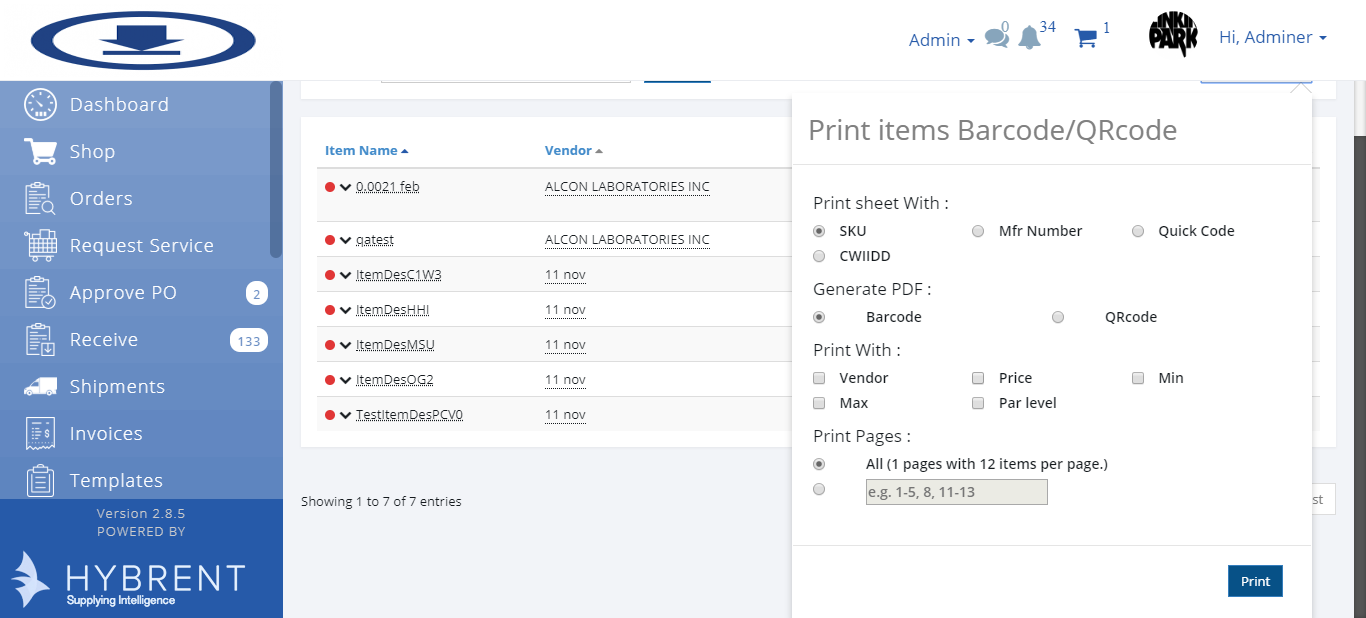 Admin 0 34 1 Hi, Adminer
INKIN PARK
Dashboard
Shop
Orders
Request Service
Approve PO 2
Receive 133
Shipments
Invoices
Templates
Version 2.8.5
POWERED BY
HYBRENT
Supplying Intelligence
Item Name Vendor
0.0021 feb ALCON LABORATORIES INC
qatest ALCON LABORATORIES INC
ItemDesC1W3 11 nov
ItemDesHHI 11 nov
ItemDesMSU 11 nov
ItemDesOG2 11 nov
TestItemDesPCV0 11 nov
Showing 1 to 7 of 7 entries
st
Print items Barcode/QRcode
Print sheet With :
SKU Mfr Number Quick Code
CWIIDD
Generate PDF :
Barcode QRcode
Print With :
Vendor Price Min
Max Par level
Print Pages :
All (1 pages with 12 items per page.)
e.g. 1-5, 8, 11-13
Print